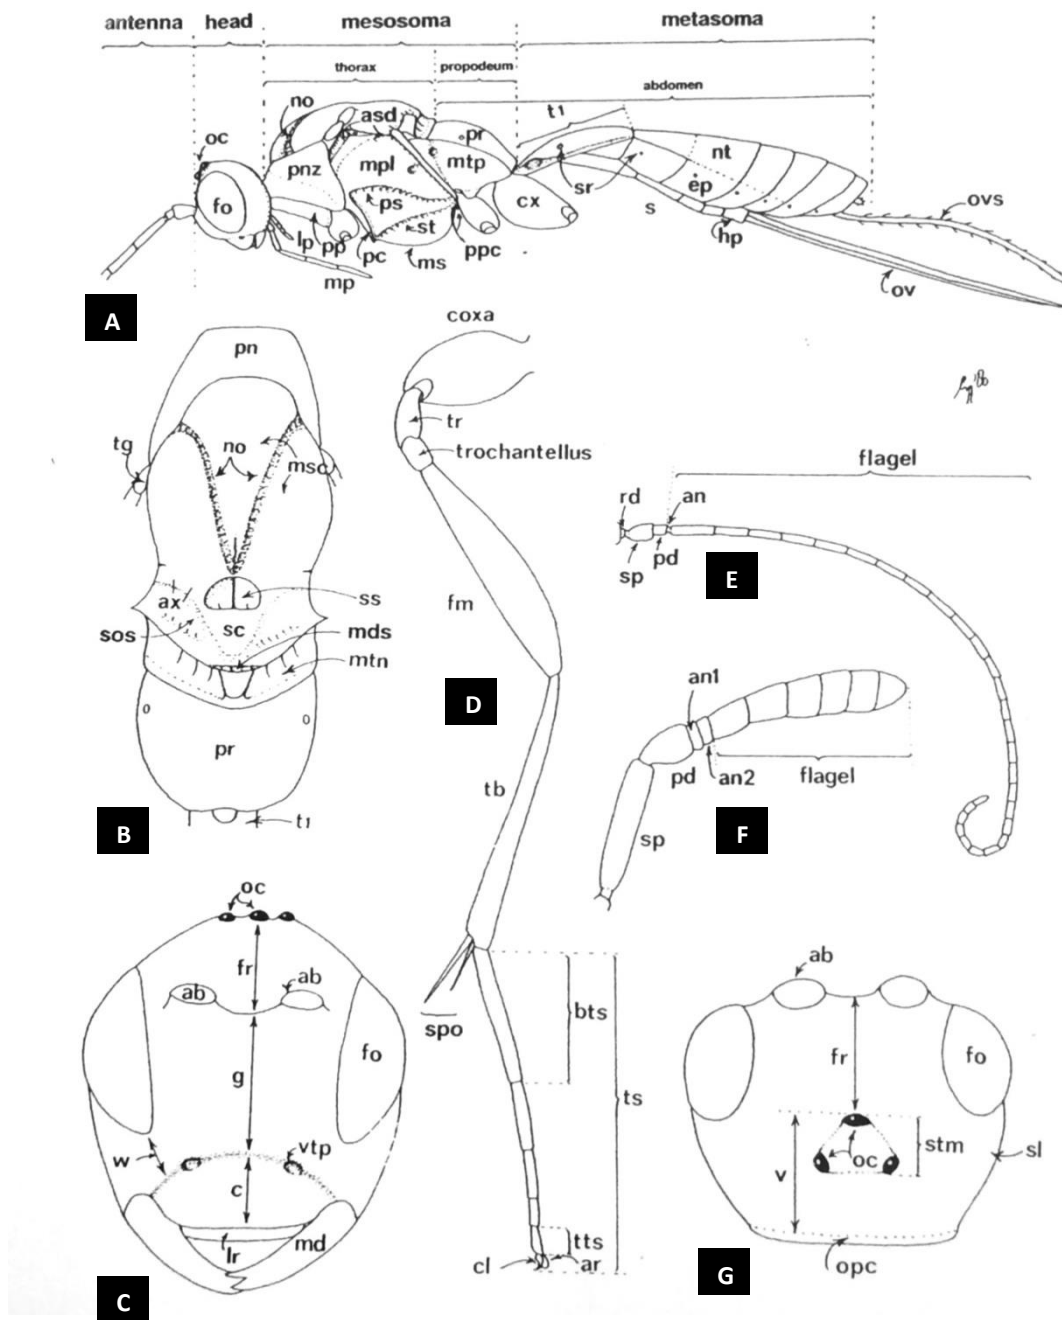 antenna head mesosoma metasoma
thorax propodeum
abdomen
no asd t1
oc pr nt
pnz mpl mtp
fo ps cx sr ep ovs
s
lp pp st hp
pc ms ppc
mp ov
A
pn
tg no
msc
ax ss
sos sc mds
mtn
pr
B t1
coxa
tr
trochantellus
fm
D
tb
spo bts
ts
tts
cl ar
flagel
rd an
sp pd E
an1
pd an2 flagel
sp F
oc
fr
ab ab
fo
g
w vtp
c
lr md
C
ab
fr fo
stm
oc sl
v
opc
G